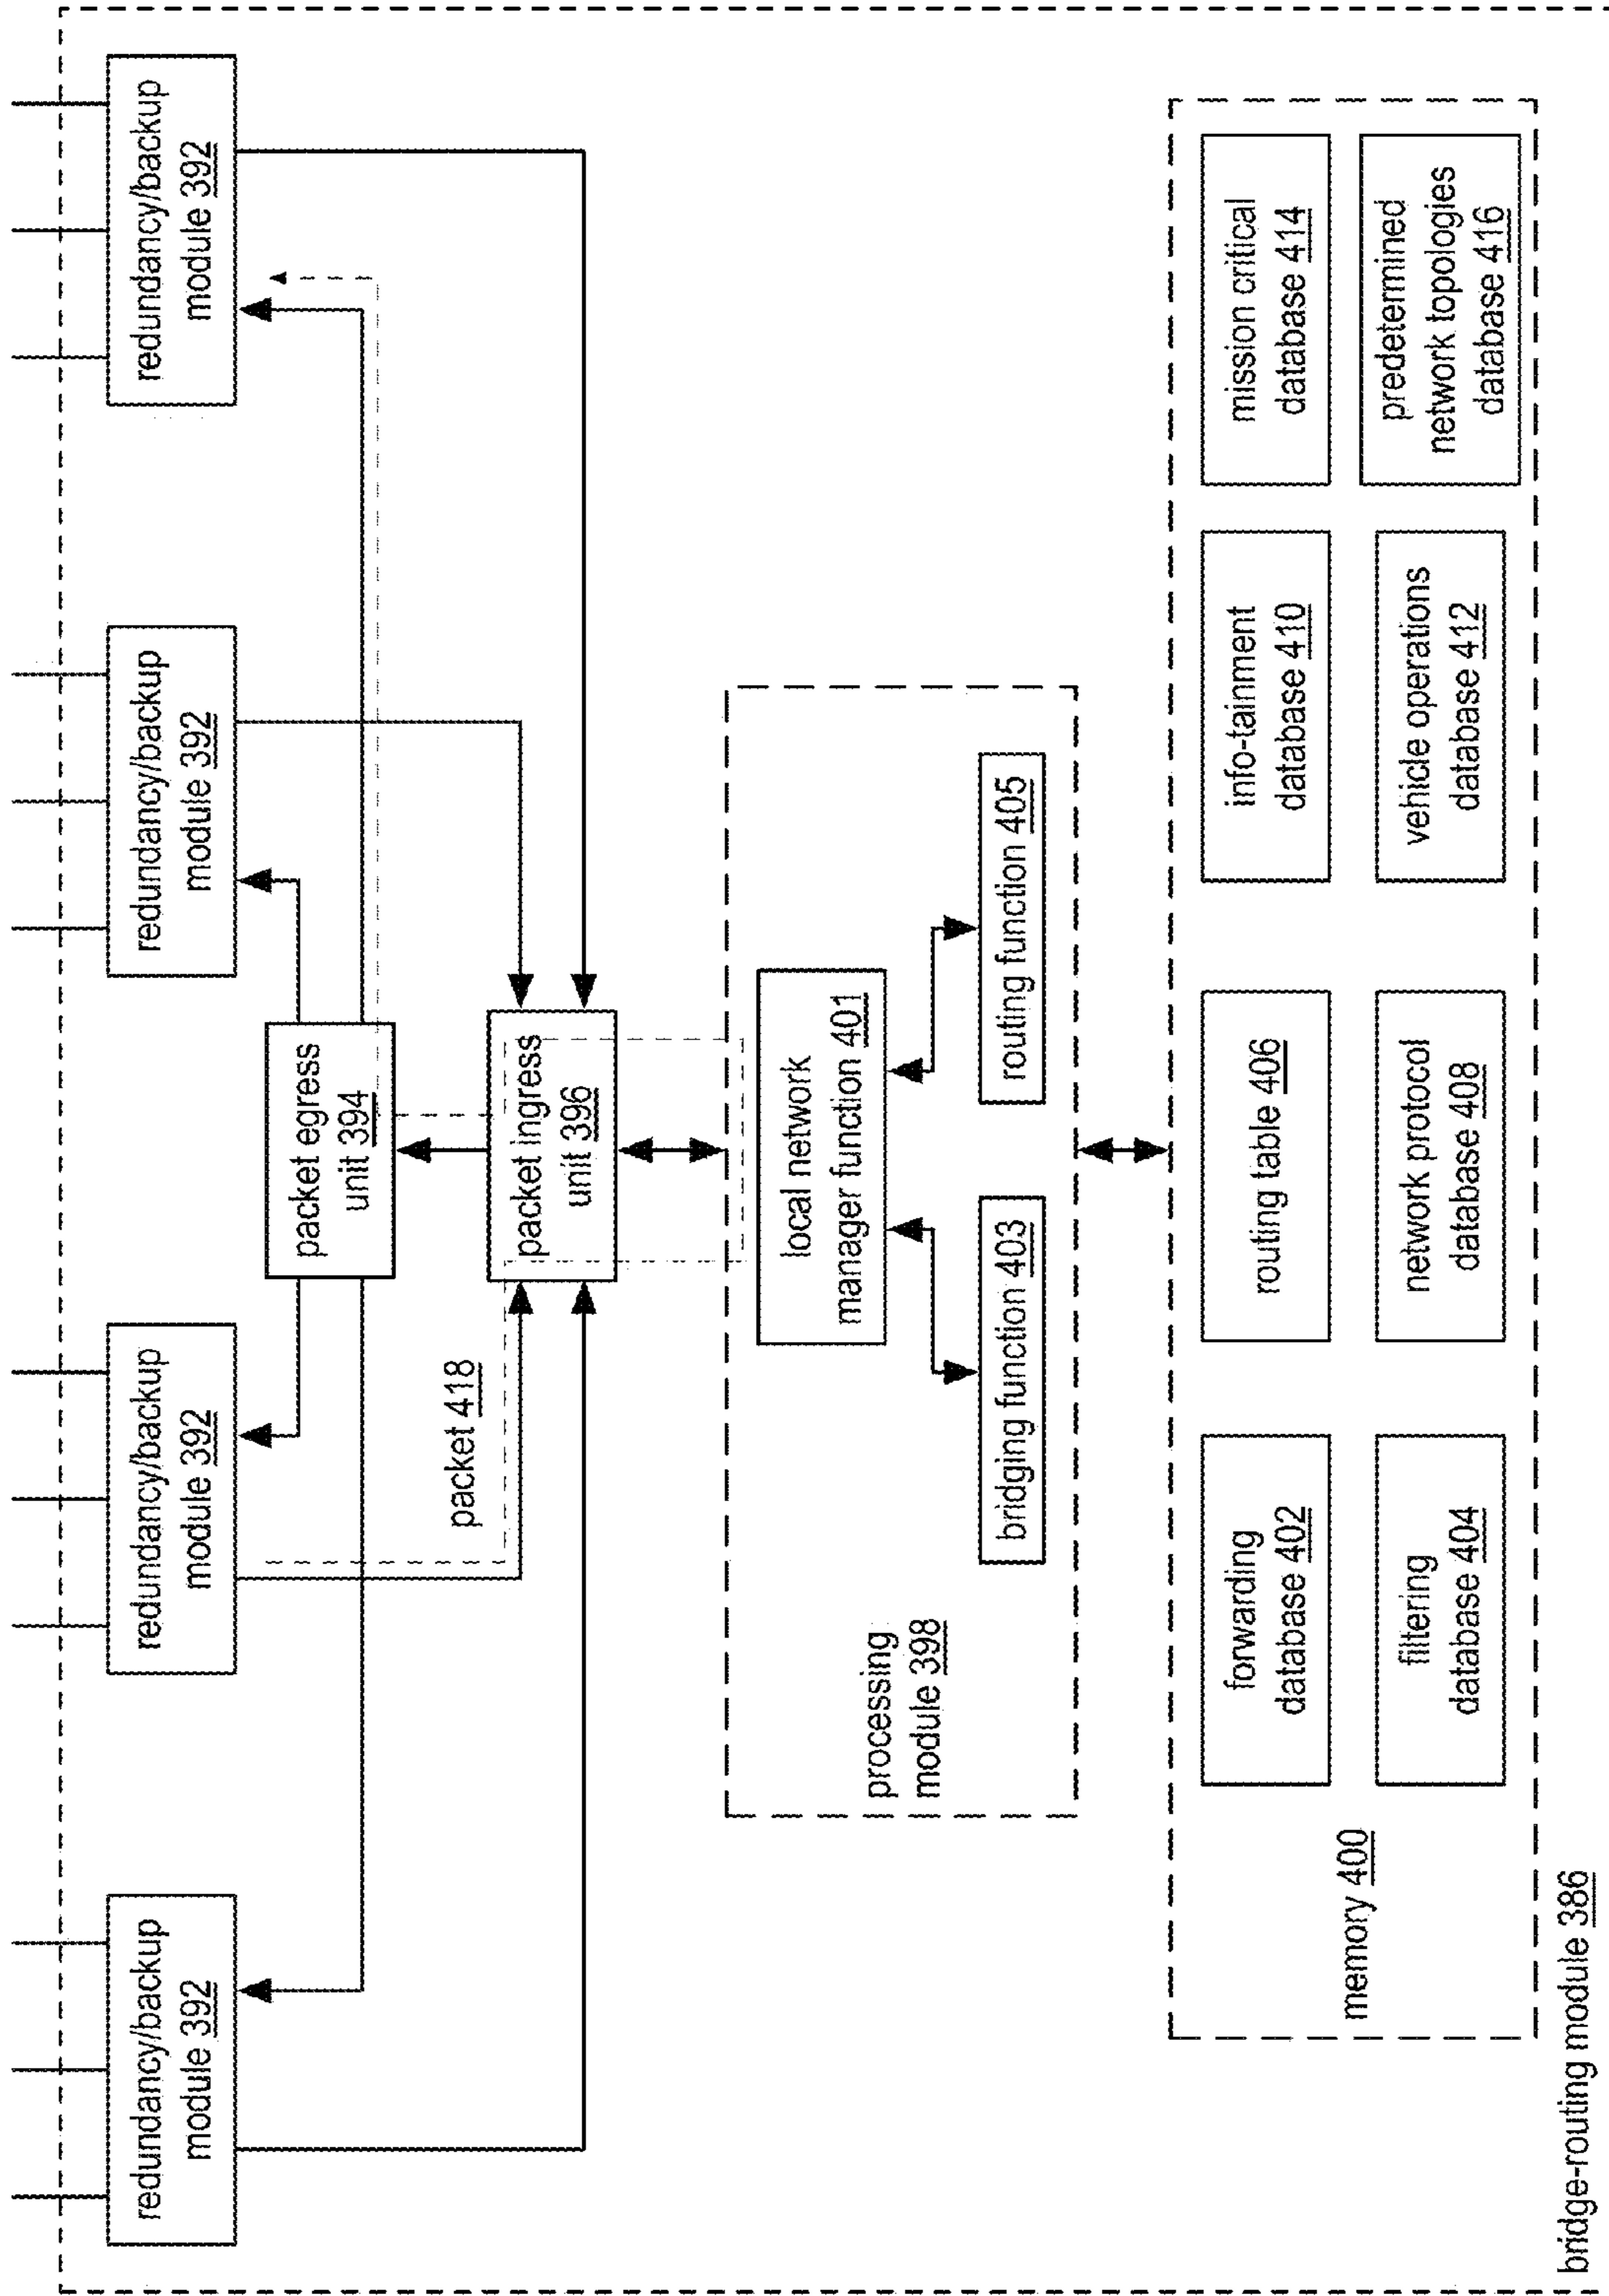 redundancy/backup
module 392
redundancy/backup
module 392
redundancy/backup
module 392
redundancy/backup
module 392
packet egress
unit 394
packet 418
packet ingress
unit 396
processing
module 398
local network
manager function 401
bridging function 403
routing function 405
memory 400
forwarding
database 402
routing table 406
info-tainment
database 410
mission critical
database 414
filtering
database 404
network protocol
database 408
vehicle operations
database 412
predetermined
network topologies
database 416
bridge-routing module 386